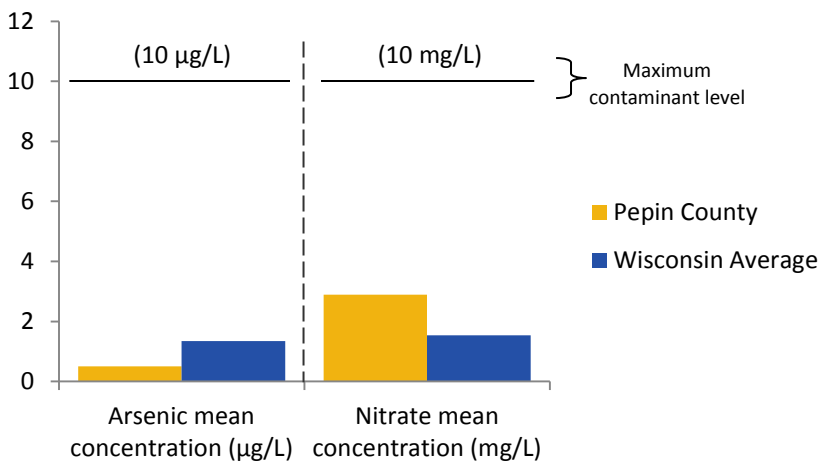 12
10
8
6
4
2
0
(10 µg/L)
(10 mg/L)
Maximum
contaminant level
Pepin County
Wisconsin Average
Arsenic mean
concentration (µg/L)
Nitrate mean
concentration (mg/L)